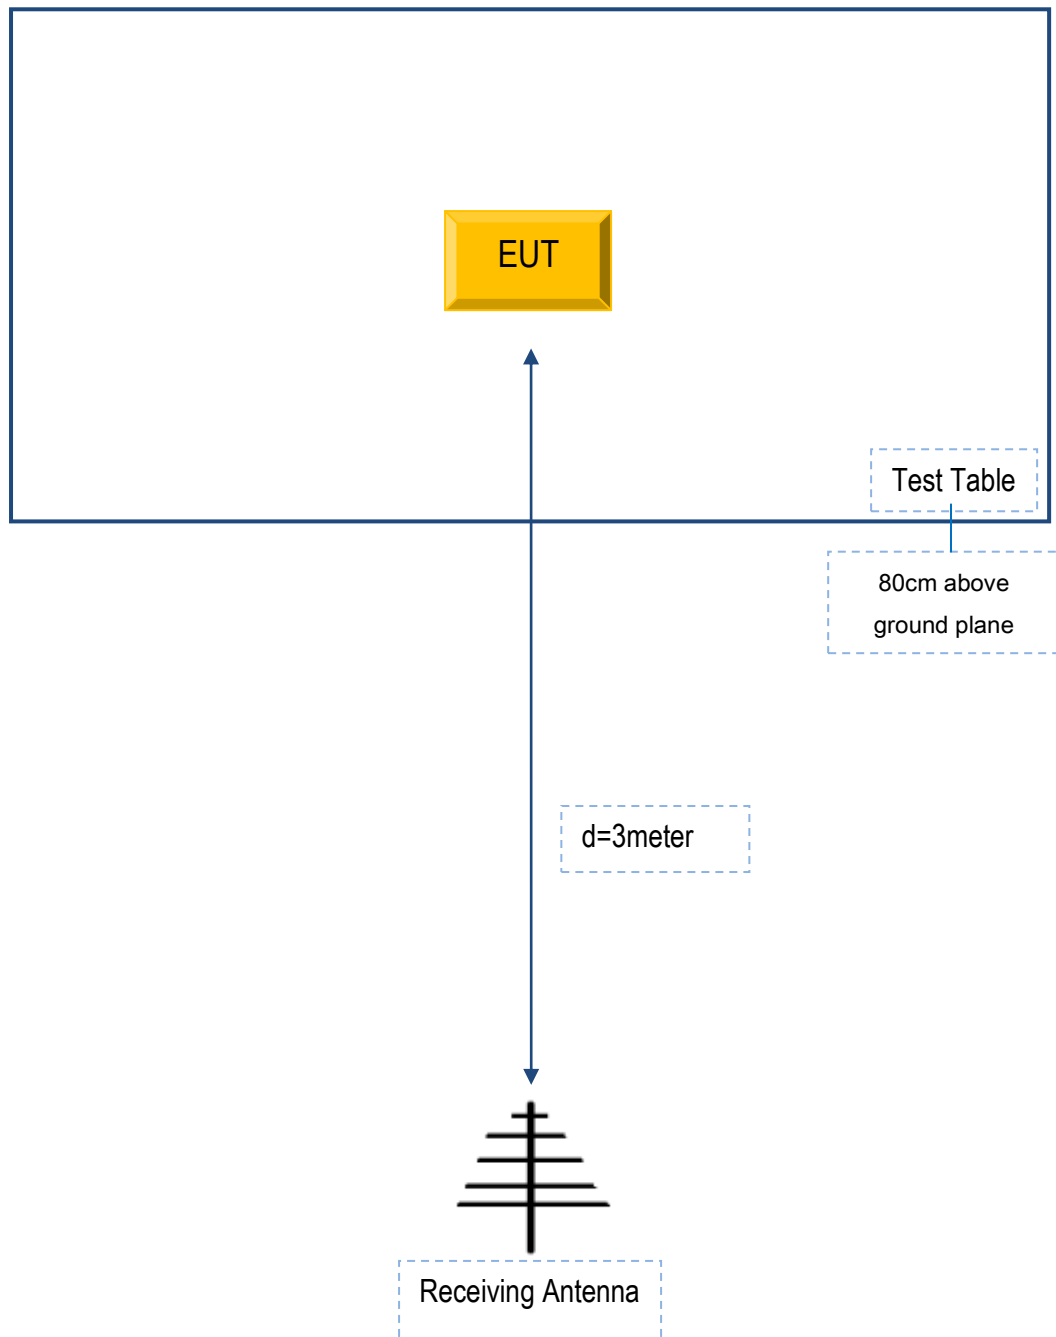 EUT
Test Table
80cm above
ground plane
d=3meter
Receiving Antenna